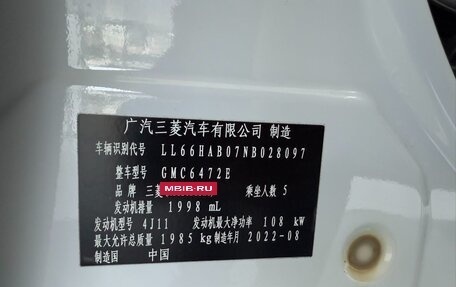 广汽三菱汽车有限公司 制造
车辆识别代号 LL66HAB07NB028097
整车型号 GMC6472E
品牌 三菱 MBIB.RU 乘坐人数 5
发动机排量 1998 mL
发动机型号 4J11 发动机最大净功率 108 kW
最大允许总质量 1985 kg 制造年月 2022-08
制造国 中国